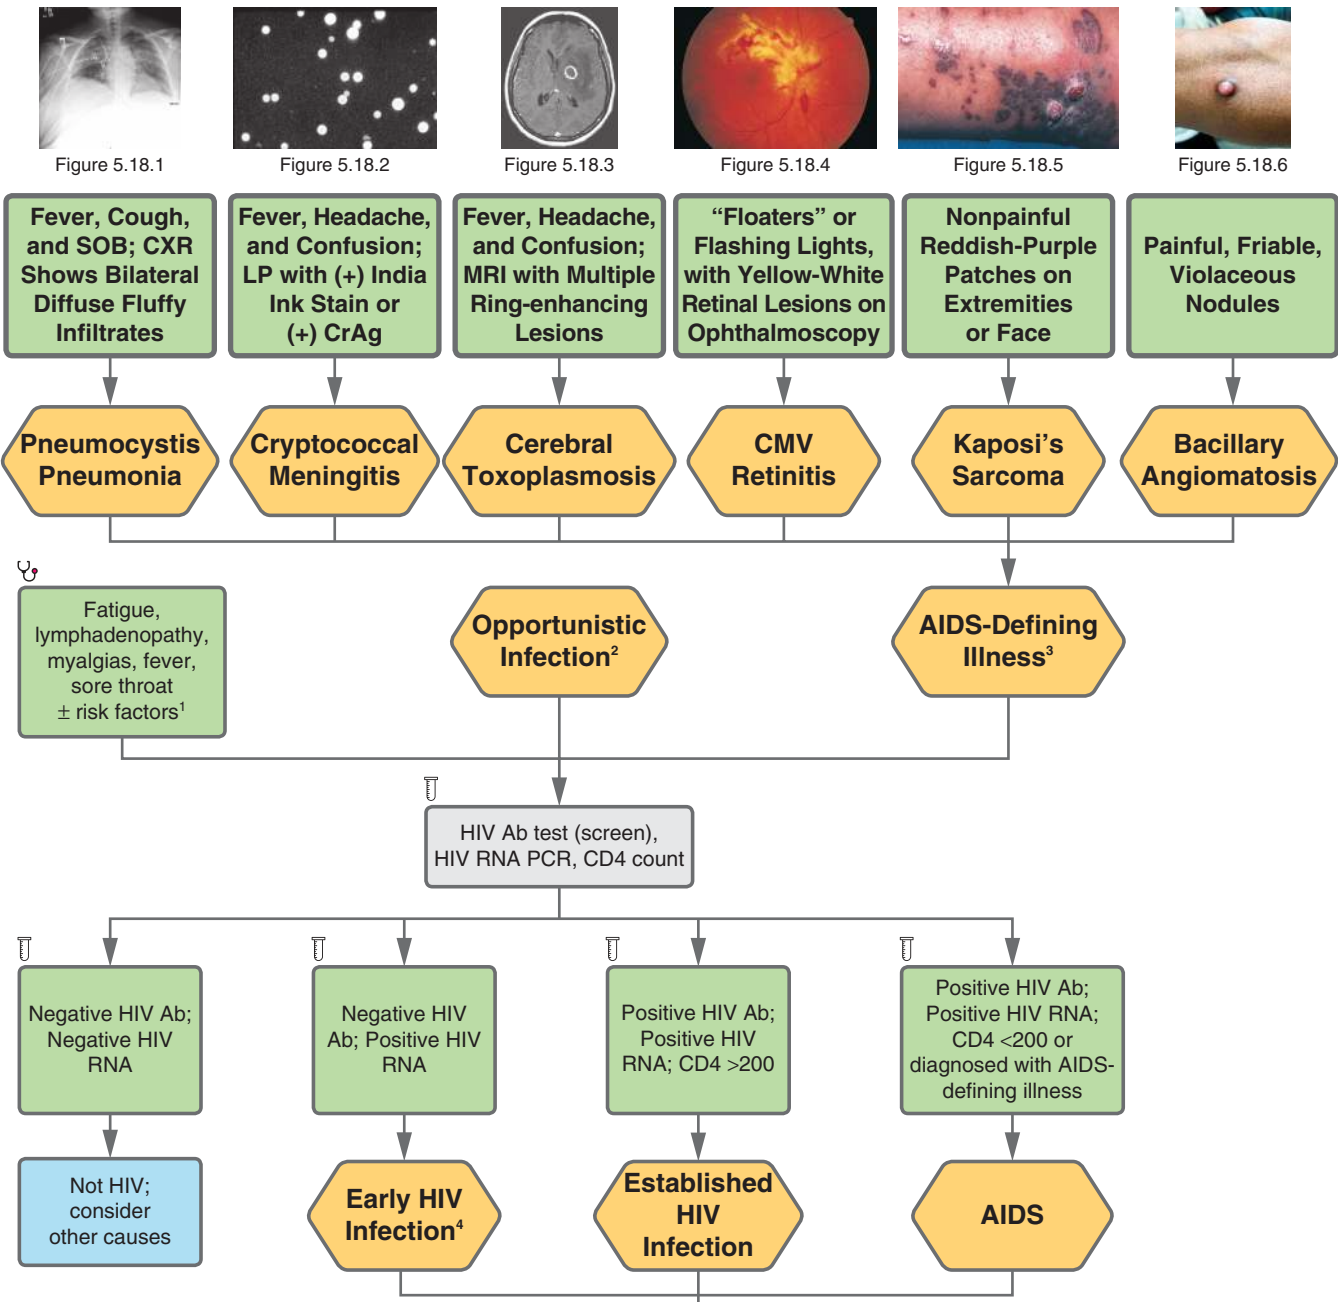 Figure 5.18.1
Figure 5.18.2
Figure 5.18.3
Figure 5.18.4
Figure 5.18.5
Figure 5.18.6
Fever, Cough,
and SOB; CXR
Shows Bilateral
Diffuse Fluffy
Infiltrates
Fever, Headache,
and Confusion;
LP with (+) India
Ink Stain or
(+) CrAg
Fever, Headache,
and Confusion;
MRI with Multiple
Ring-enhancing
Lesions
“Floaters” or
Flashing Lights,
with Yellow-White
Retinal Lesions on
Ophthalmoscopy
Nonpainful
Reddish-Purple
Patches on
Extremities
or Face
Painful, Friable,
Violaceous
Nodules
Pneumocystis
Pneumonia
Cryptococcal
Meningitis
Cerebral
Toxoplasmosis
CMV
Retinitis
Kaposi’s
Sarcoma
Bacillary
Angiomatosis
Fatigue,
lymphadenopathy,
myalgias, fever,
sore throat
± risk factors¹
Opportunistic
Infection²
AIDS-Defining
Illness³
HIV Ab test (screen),
HIV RNA PCR, CD4 count
Negative HIV Ab;
Negative HIV
RNA
Negative HIV
Ab; Positive HIV
RNA
Positive HIV Ab;
Positive HIV
RNA; CD4 >200
Positive HIV Ab;
Positive HIV RNA;
CD4 <200 or
diagnosed with AIDS-
defining illness
Not HIV;
consider
other causes
Early HIV
Infection⁴
Established
HIV
Infection
AIDS